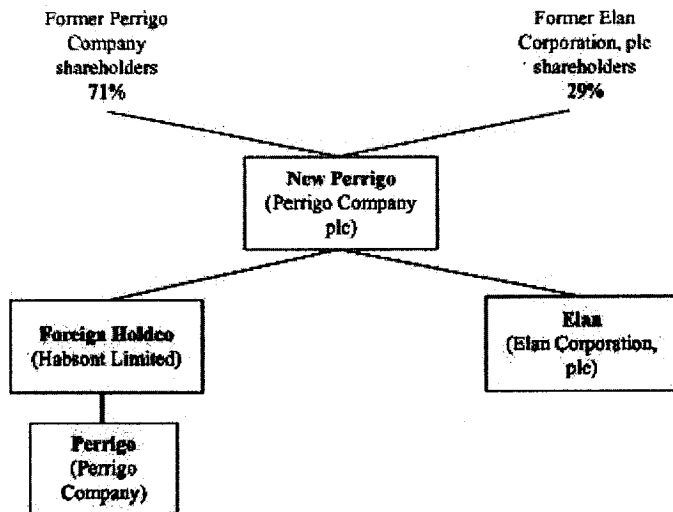 Former Perrigo
Company
shareholders
71%
Former Elan
Corporation, plc
shareholders
29%
New Perrigo
(Perrigo Company
plc)
Foreign Holdco
(Habsont Limited)
Elan
(Elan Corporation,
plc)
Perrigo
(Perrigo
Company)